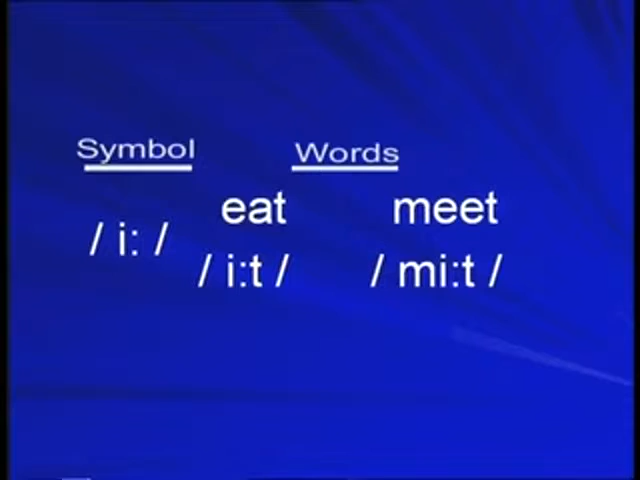 Symbol Words
eat meet
/ i: /
/ i:t / / mi:t /